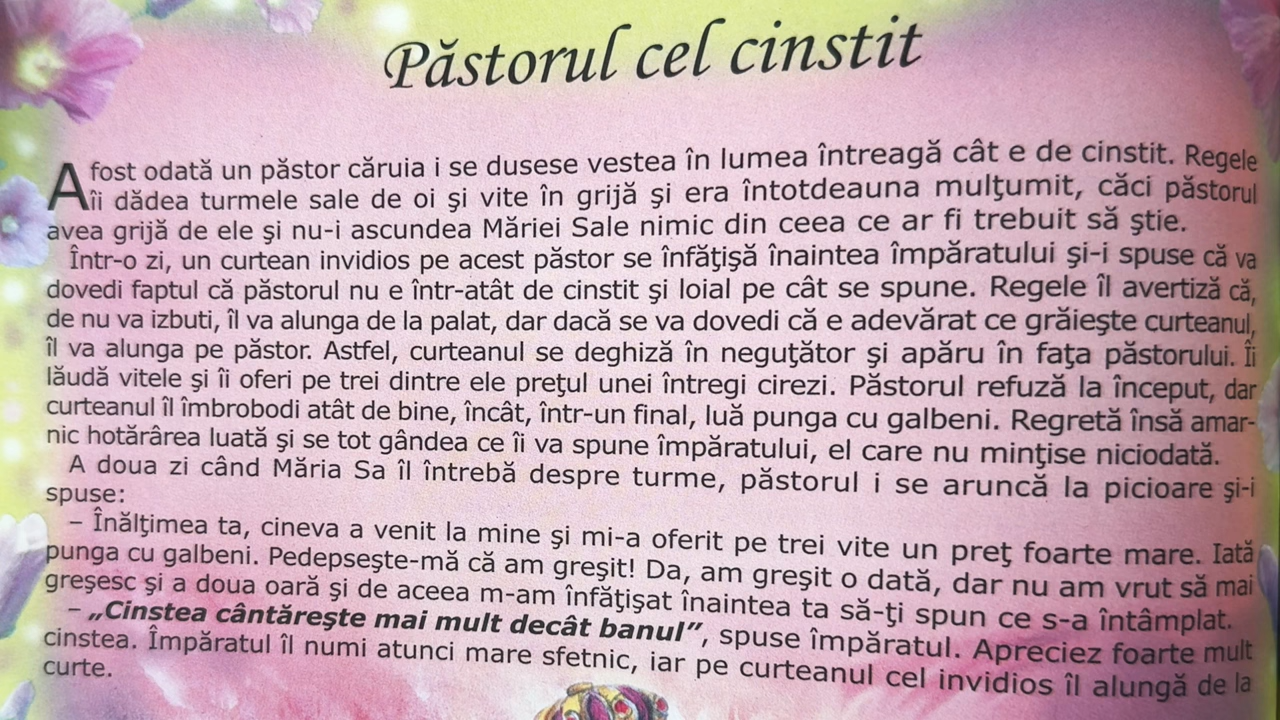 Păstorul cel cinstit
A fost odată un păstor căruia i se dusese vestea în lumea întreagă cât e de cinstit. Regele
îi dădea turmele sale de oi şi vite în grijă şi era întotdeauna mulţumit, căci păstorul
avea grijă de ele şi nu-i ascundea Măriei Sale nimic din ceea ce ar fi trebuit să ştie.
Într-o zi, un curtean invidios pe acest păstor se înfăţişă înaintea împăratului şi-i spuse că va
dovedi faptul că păstorul nu e într-atât de cinstit şi loial pe cât se spune. Regele îl avertiză că,
de nu va izbuti, îl va alunga de la palat, dar dacă se va dovedi că e adevărat ce grăieşte curteanul,
îl va alunga pe păstor. Astfel, curteanul se deghiză în neguţător şi apăru în faţa păstorului. Îi
lăudă vitele şi îi oferi pe trei dintre ele preţul unei întregi cirezi. Păstorul refuză la început, dar
curteanul îl îmbrobodi atât de bine, încât, într-un final, luă punga cu galbeni. Regretă însă amar-
nic hotărârea luată şi se tot gândea ce îi va spune împăratului, el care nu minţise niciodată.
A doua zi când Măria Sa îl întrebă despre turme, păstorul i se aruncă la picioare şi-i
spuse:
– Înălţimea ta, cineva a venit la mine şi mi-a oferit pe trei vite un preţ foarte mare. Iată
punga cu galbeni. Pedepseşte-mă că am greşit! Da, am greşit o dată, dar nu am vrut să mai
greşesc şi a doua oară şi de aceea m-am înfăţişat înaintea ta să-ţi spun ce s-a întâmplat.
– „Cinstea cântăreşte mai mult decât banul”, spuse împăratul. Apreciez foarte mult
cinstea. Împăratul îl numi atunci mare sfetnic, iar pe curteanul cel invidios îl alungă de la
curte.